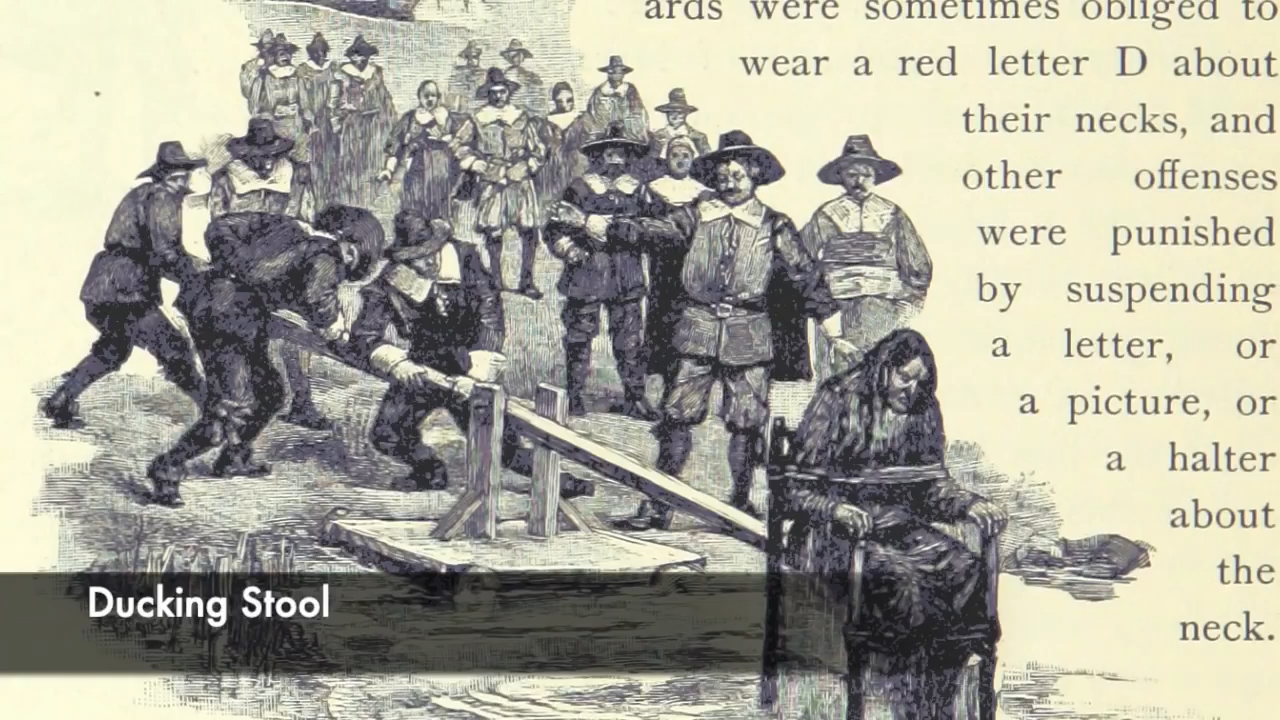 ards were sometimes obliged to
wear a red letter D about
their necks, and
other offenses
were punished
by suspending
a letter, or
a picture, or
a halter
about
the
neck.
Ducking Stool